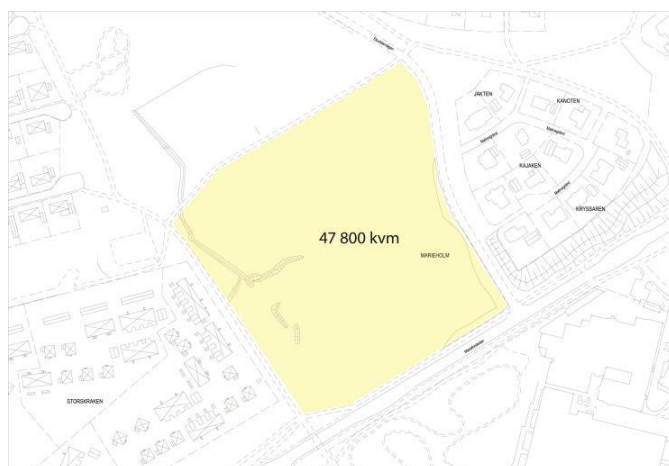 JAKTEN
KANOTEN
KAJAKEN
KRYSSAREN
47 800 kvm
MARIEHOLM
STORSKRAKEN